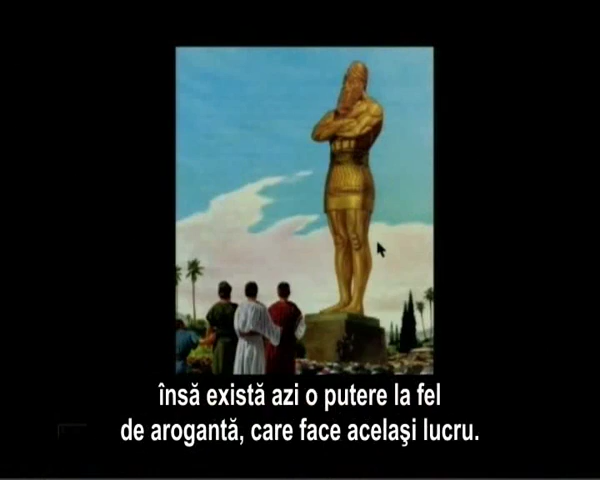 însă există azi o putere la fel
de arogantă, care face acelaşi lucru.